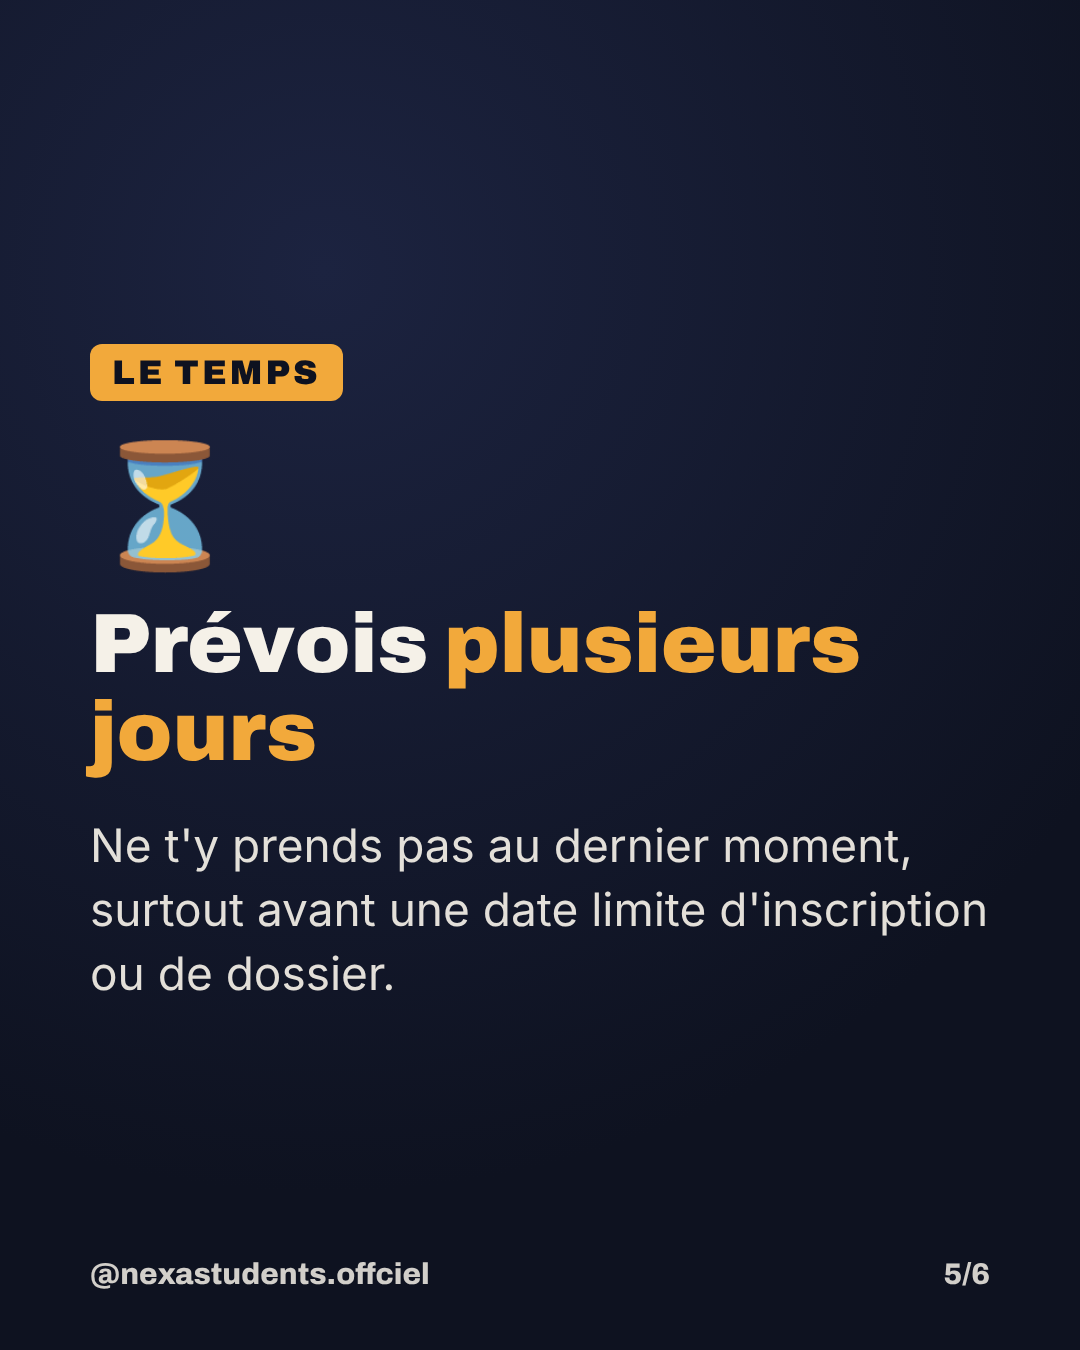 LE TEMPS
Prévois plusieurs
jours
Ne t'y prends pas au dernier moment,
surtout avant une date limite d'inscription
ou de dossier.
@nexastudents.offciel
5/6